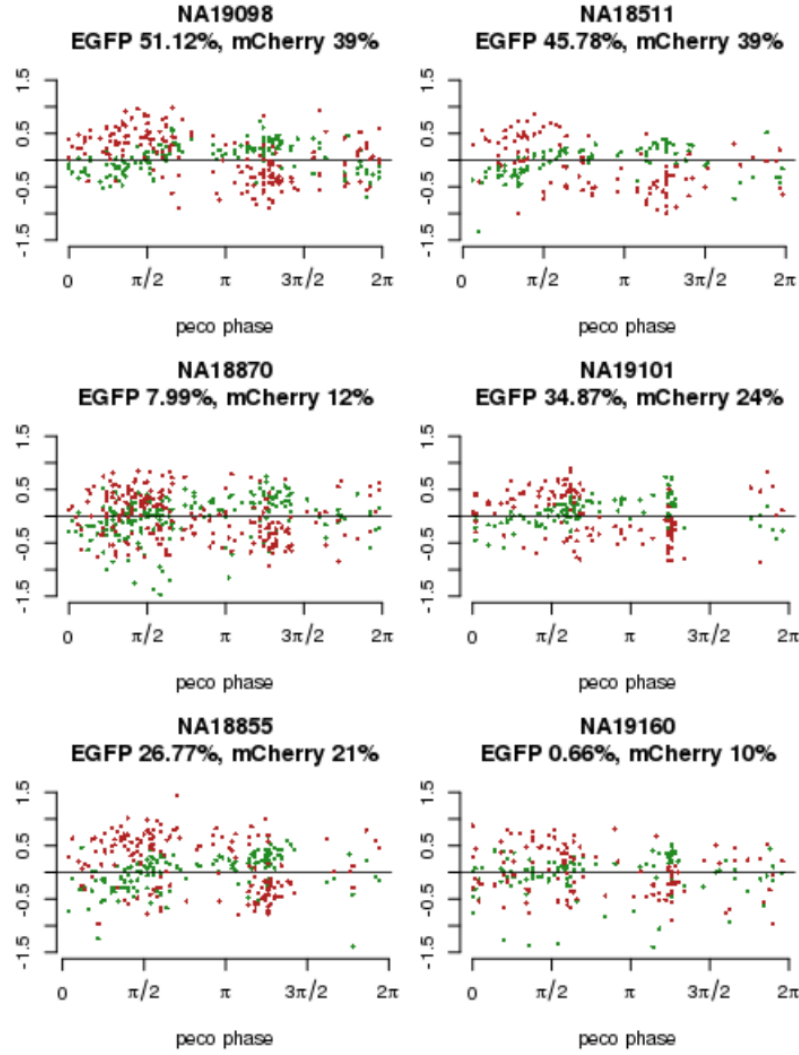 NA19098
EGFP 51.12%, mCherry 39%
1.5
0.5
-0.5
-1.5
0 π/2 π 3π/2 2π
peco phase
NA18511
EGFP 45.78%, mCherry 39%
1.5
0.5
-0.5
-1.5
0 π/2 π 3π/2 2π
peco phase
NA18870
EGFP 7.99%, mCherry 12%
1.5
0.5
-0.5
-1.5
0 π/2 π 3π/2 2π
peco phase
NA19101
EGFP 34.87%, mCherry 24%
1.5
0.5
-0.5
-1.5
0 π/2 π 3π/2 2π
peco phase
NA18855
EGFP 26.77%, mCherry 21%
1.5
0.5
-0.5
-1.5
0 π/2 π 3π/2 2π
peco phase
NA19160
EGFP 0.66%, mCherry 10%
1.5
0.5
-0.5
-1.5
0 π/2 π 3π/2 2π
peco phase